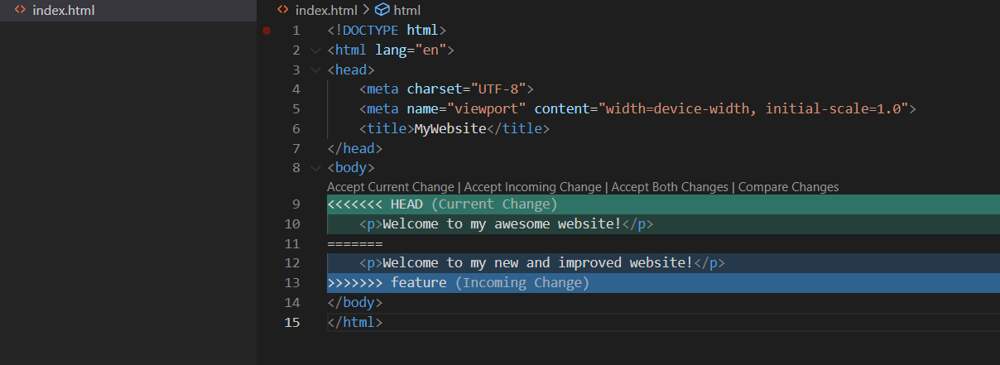 index.html
index.html > html
1 <!DOCTYPE html>
2 <html lang="en">
3 <head>
4     <meta charset="UTF-8">
5     <meta name="viewport" content="width=device-width, initial-scale=1.0">
6     <title>MyWebsite</title>
7 </head>
8 <body>
Accept Current Change | Accept Incoming Change | Accept Both Changes | Compare Changes
9 <<<<<<< HEAD (Current Change)
10     <p>Welcome to my awesome website!</p>
11 =======
12     <p>Welcome to my new and improved website!</p>
13 >>>>>>> feature (Incoming Change)
14 </body>
15 </html>